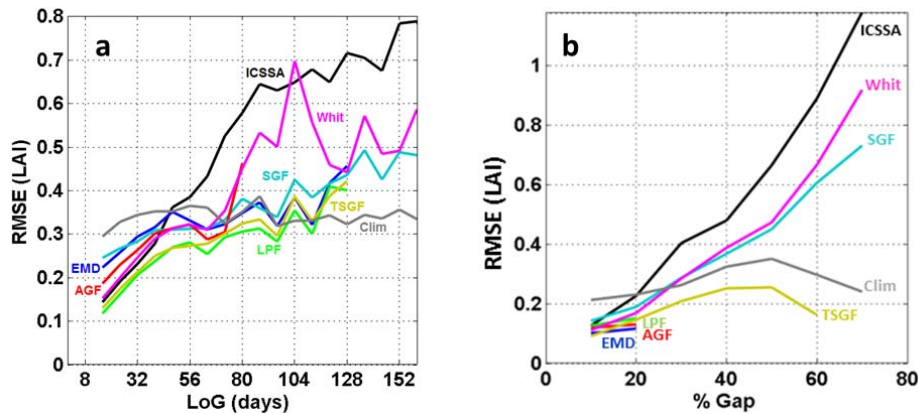 a
0.8
0.7
0.6
0.5
0.4
0.3
0.2
0.1
0
RMSE (LAI)
ICSSA
Whit
SGF
TSGF
Clim
LPF
EMD
AGF
8 32 56 80 104 128 152
LoG (days)
b
1
0.8
0.6
0.4
0.2
0
RMSE (LAI)
ICSSA
Whit
SGF
Clim
TSGF
LPF
AGF
EMD
0 20 40 60 80
% Gap